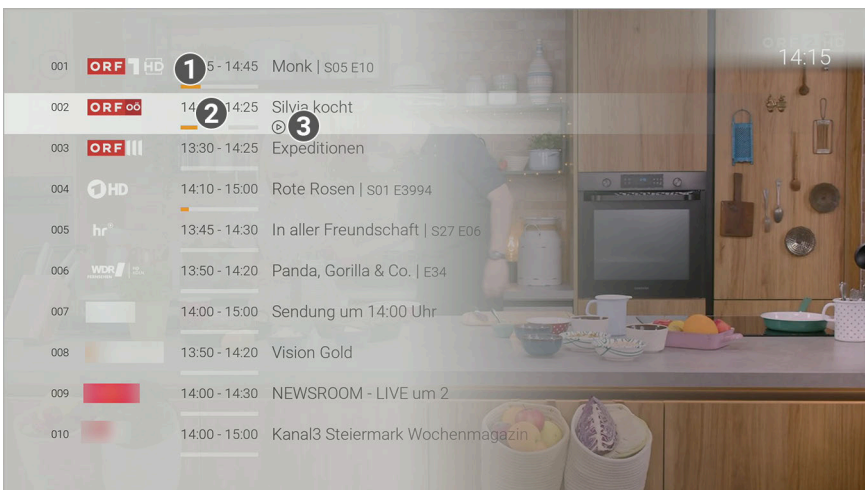 14:15
001 ORF 1 HD 1 5 - 14:45 Monk | S05 E10
002 ORF OÖ 14 2 14:25 Silvia kocht
3
003 ORF III 13:30 - 14:25 Expeditionen
004 1 HD 14:10 - 15:00 Rote Rosen | S01 E3994
005 hr 13:45 - 14:30 In aller Freundschaft | S27 E06
006 WDR 13:50 - 14:20 Panda, Gorilla & Co. | E34
007 14:00 - 15:00 Sendung um 14:00 Uhr
008 13:50 - 14:20 Vision Gold
009 14:00 - 14:30 NEWSROOM - LIVE um 2
010 14:00 - 15:00 Kanal3 Steiermark Wochenmagazin